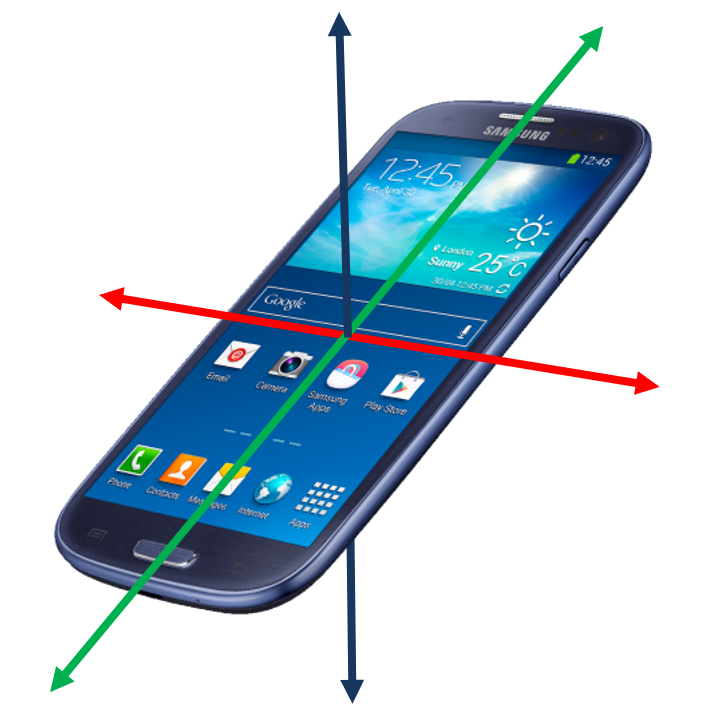 SAMSUNG
12:45
12:45PM
Tue, April 30
London
Sunny 25°C
30/04 12:45 PM
Google
Email
Camera
Samsung Apps
Play Store
Phone
Contacts
Messages
Internet
Apps